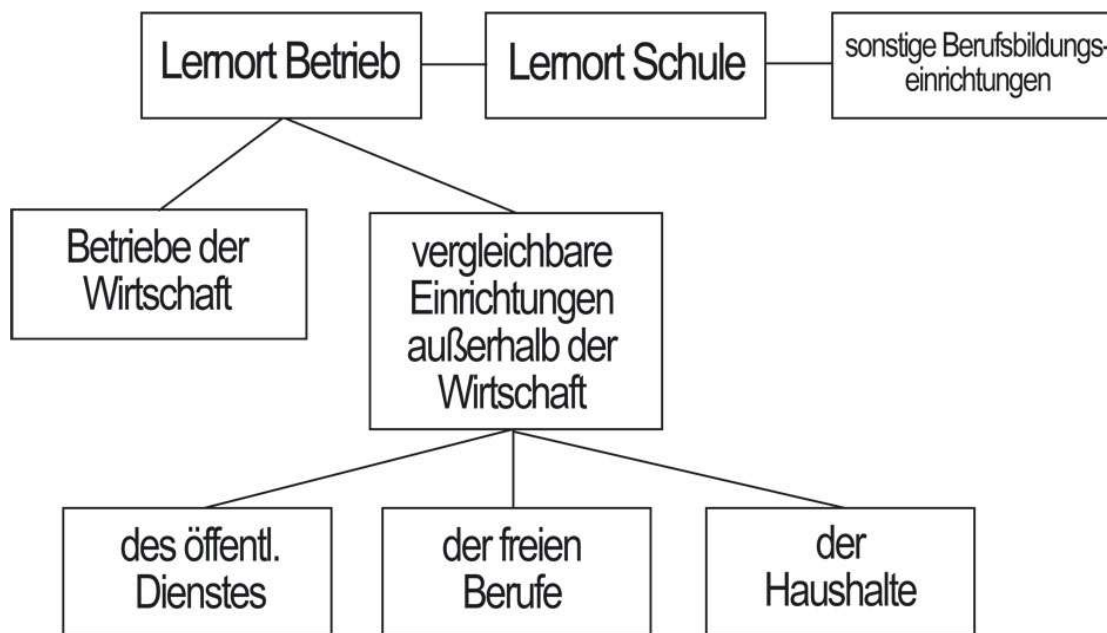 Lernort Betrieb
Lernort Schule
sonstige Berufsbildungs-
einrichtungen
Betriebe der
Wirtschaft
vergleichbare
Einrichtungen
außerhalb der
Wirtschaft
des öffentl.
Dienstes
der freien
Berufe
der
Haushalte